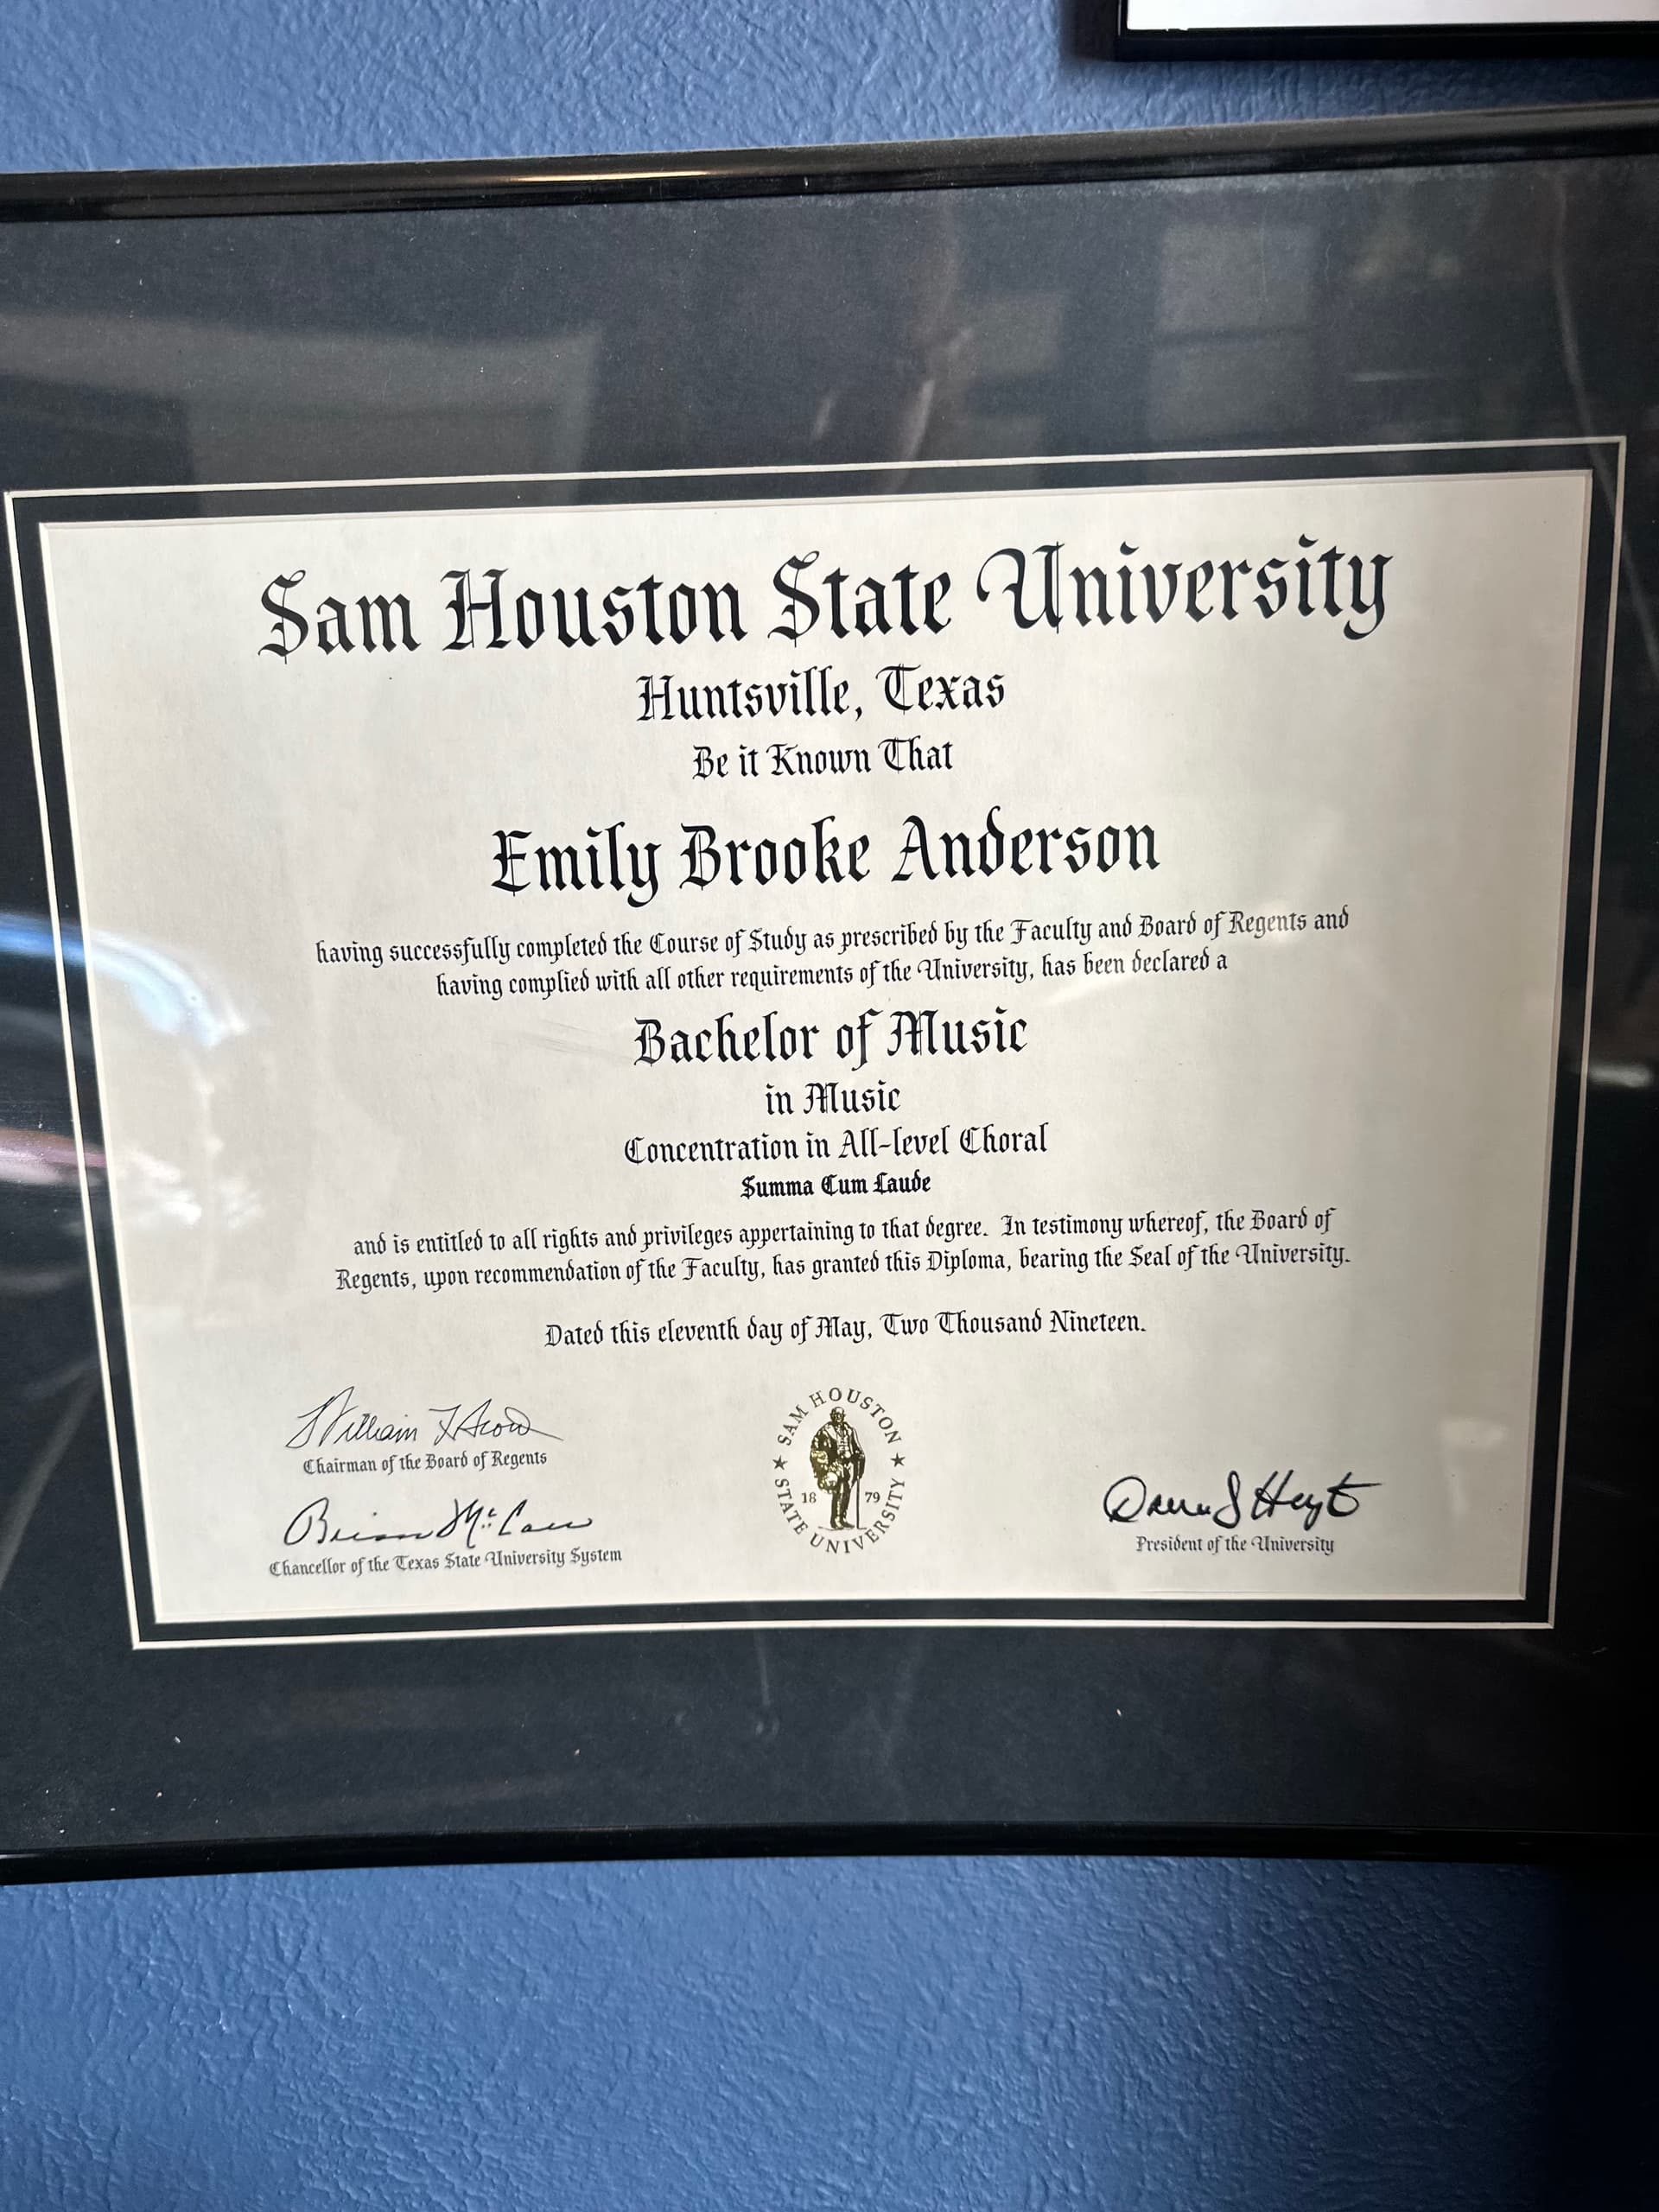 Sam Houston State University
Huntsville, Texas
Be it Known That
Emily Brooke Anderson
having successfully completed the Course of Study as prescribed by the Faculty and Board of Regents and
having complied with all other requirements of the University, has been declared a
Bachelor of Music
in Music
Concentration in All-level Choral
Summa Cum Laude
and is entitled to all rights and privileges appertaining to that degree. In testimony whereof, the Board of
Regents, upon recommendation of the Faculty, has granted this Diploma, bearing the Seal of the University.
Dated this eleventh day of May, Two Thousand Nineteen.
William F Scott
Chairman of the Board of Regents
Brian McCall
Chancellor of the Texas State University System
★ SAM HOUSTON ★ STATE UNIVERSITY
18 79
Dana G Hoyt
President of the University